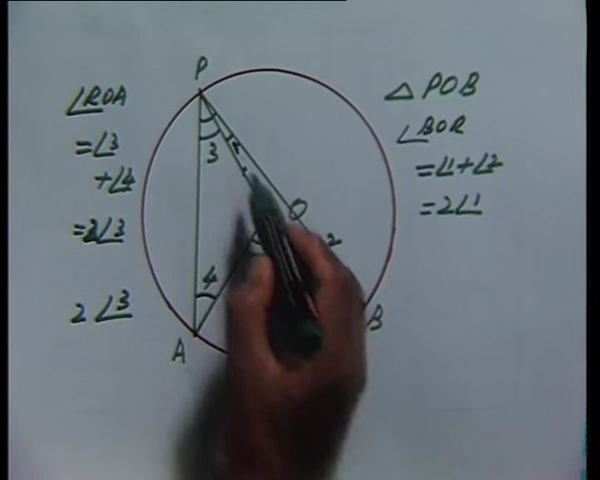 ∠ROA
=∠3
+∠4
=2∠3
2∠3
P
3
O
2
4
A
B
△ POB
∠BOR
=∠1+∠2
=2∠1